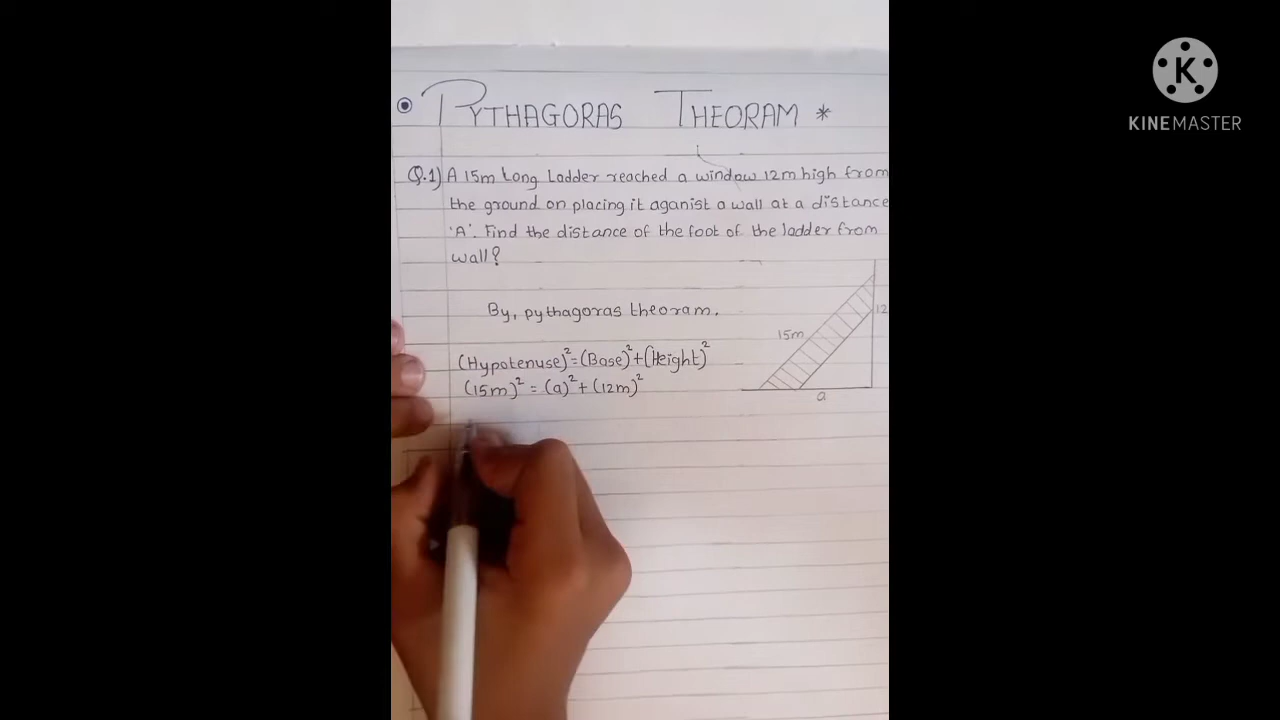 PYTHAGORAS THEORAM *
Q.1) A 15m Long Ladder reached a window 12m high from
the ground on placing it aganist a wall at a distance
'A'. Find the distance of the foot of the ladder from
wall?
By, pythagoras theoram.
(Hypotenuse)² = (Base)² + (Height)²
(15m)² = (a)² + (12m)²
15m
12
a
K
KINEMASTER